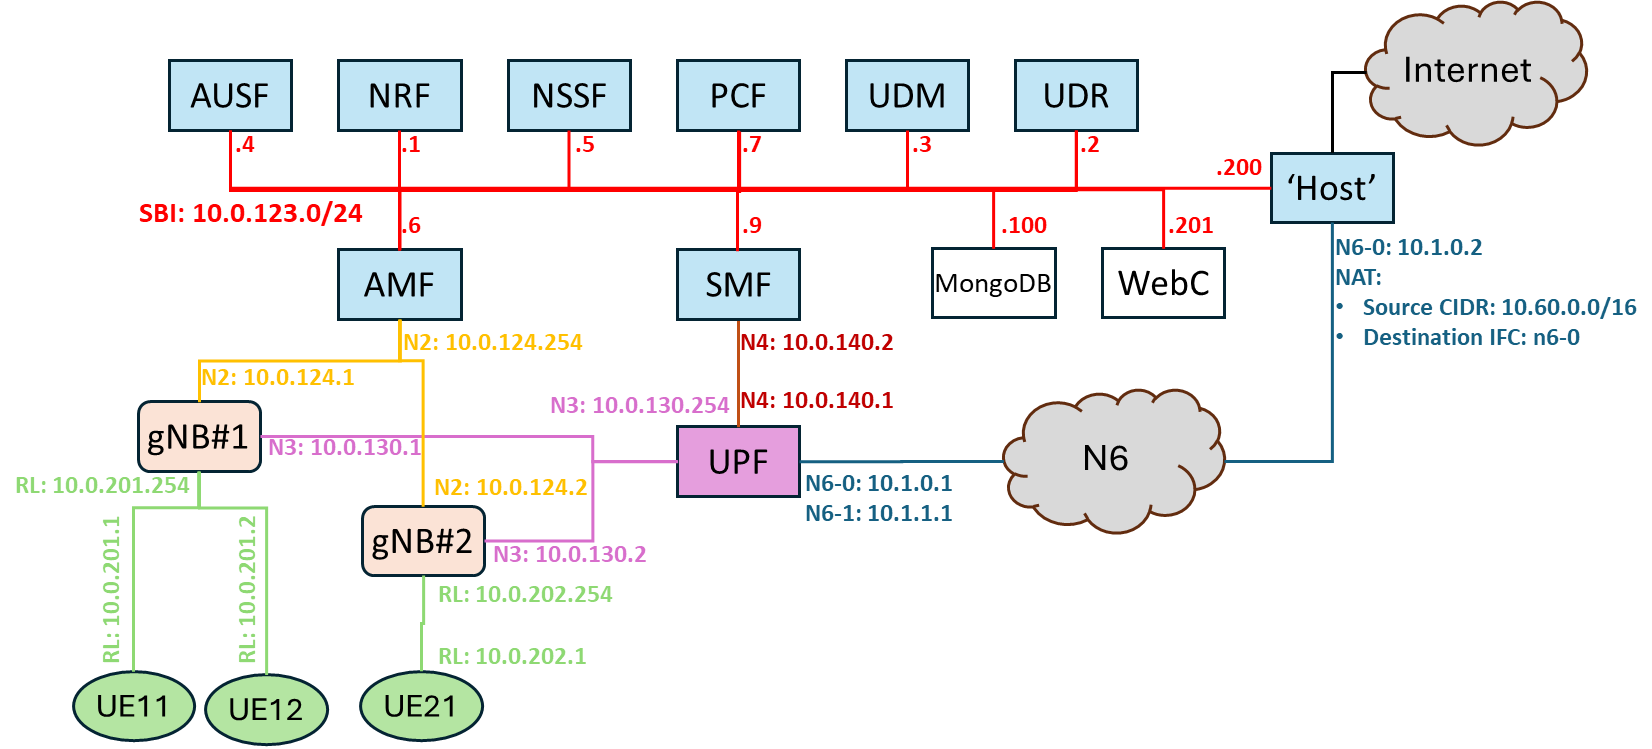 Internet
AUSF
NRF
NSSF
PCF
UDM
UDR
.4
.1
.5
.7
.3
.2
.200
'Host'
SBI: 10.0.123.0/24
.6
.9
.100
.201
AMF
SMF
MongoDB
WebC
N6-0: 10.1.0.2
NAT:
• Source CIDR: 10.60.0.0/16
• Destination IFC: n6-0
N2: 10.0.124.254
N4: 10.0.140.2
N2: 10.0.124.1
N3: 10.0.130.254
N4: 10.0.140.1
gNB#1
N3: 10.0.130.1
UPF
N6
RL: 10.0.201.254
N2: 10.0.124.2
N6-0: 10.1.0.1
N6-1: 10.1.1.1
gNB#2
N3: 10.0.130.2
RL: 10.0.201.1
RL: 10.0.201.2
RL: 10.0.202.254
RL: 10.0.202.1
UE11
UE12
UE21